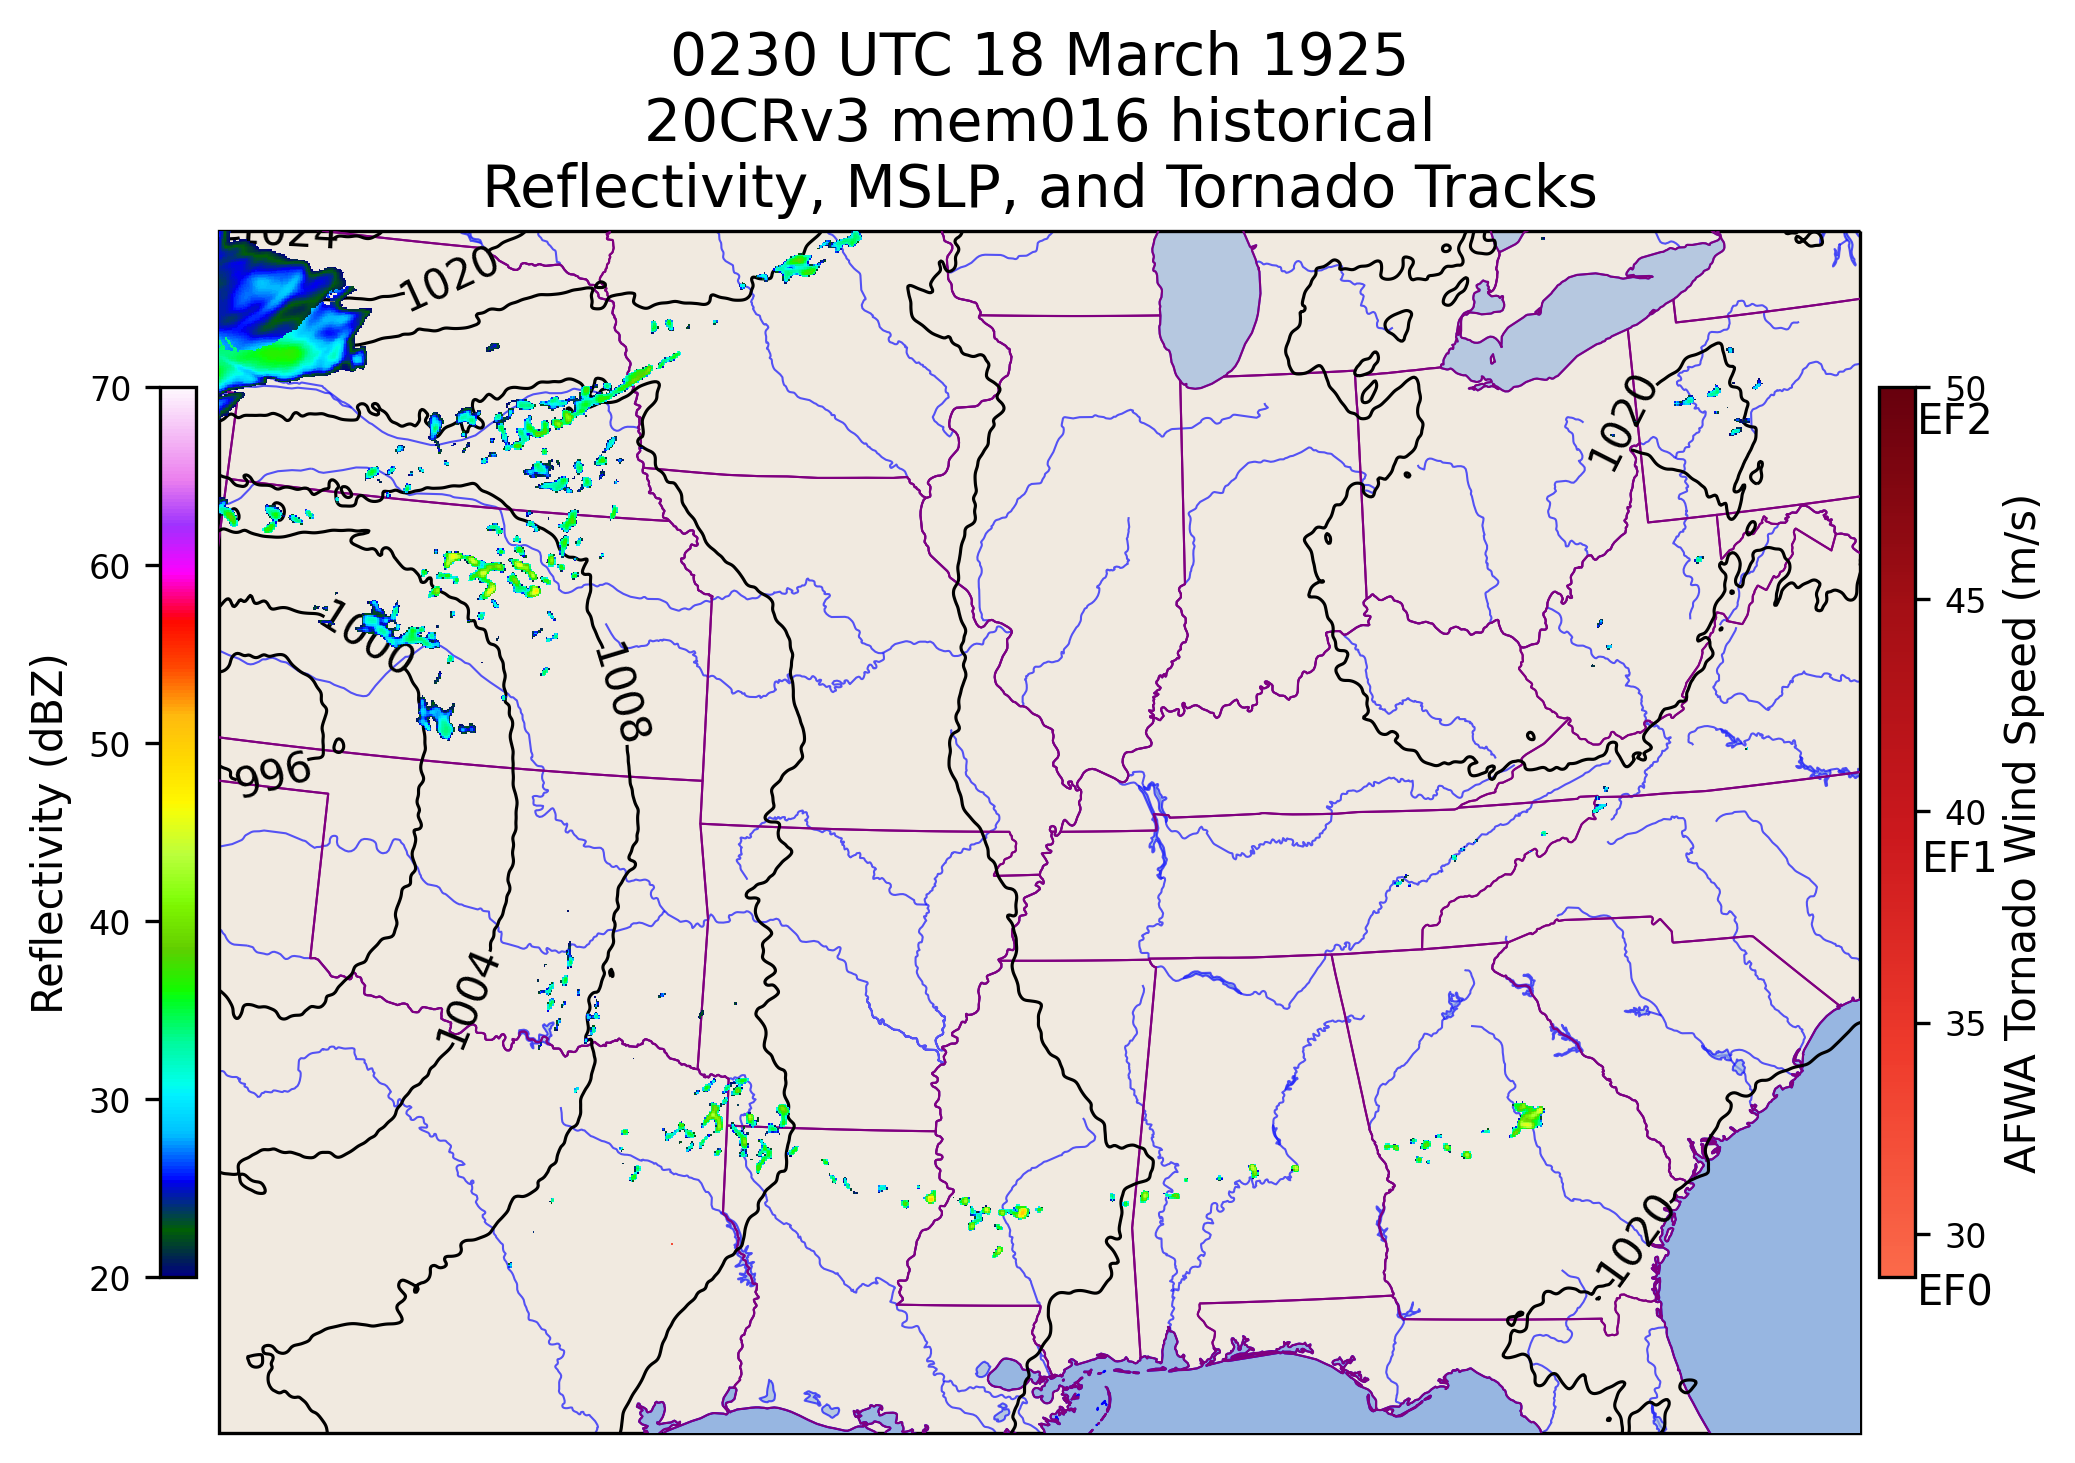 0230 UTC 18 March 1925
20CRv3 mem016 historical
Reflectivity, MSLP, and Tornado Tracks
1024
1020
1020
1000
1008
996
1004
1020
70
60
50
40
30
20
Reflectivity (dBZ)
50
EF2
45
40
EF1
35
30
EF0
AFWA Tornado Wind Speed (m/s)